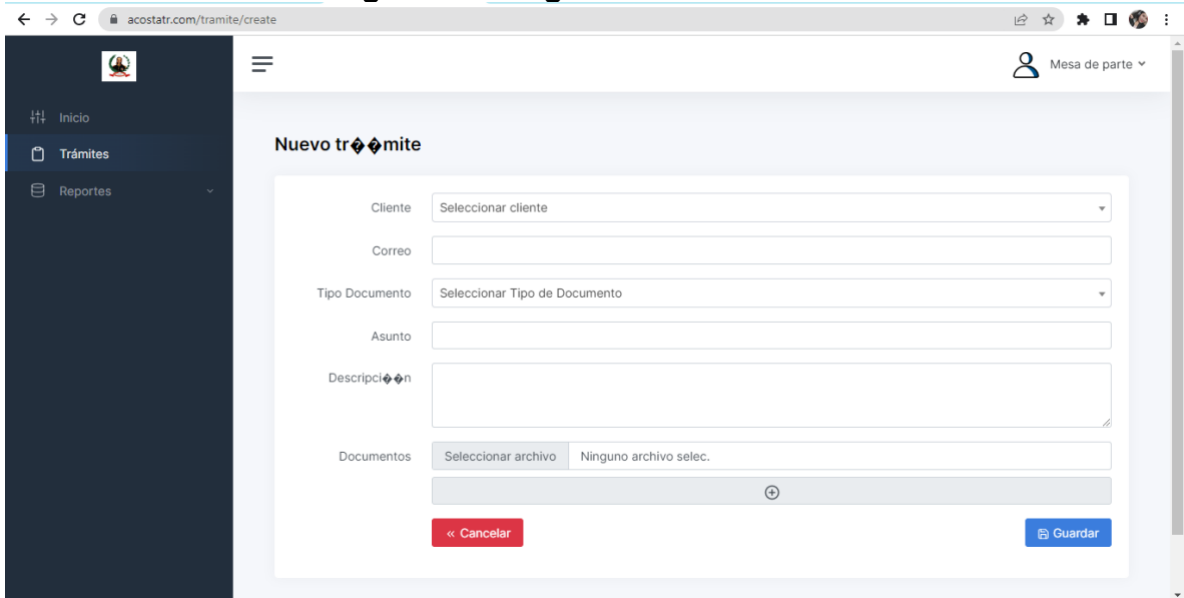 acostatr.com/tramite/create
Mesa de parte
Inicio
Trámites
Reportes
Nuevo tr��mite
Cliente Seleccionar cliente
Correo
Tipo Documento Seleccionar Tipo de Documento
Asunto
Descripci��n
Documentos Seleccionar archivo Ninguno archivo selec.
« Cancelar Guardar